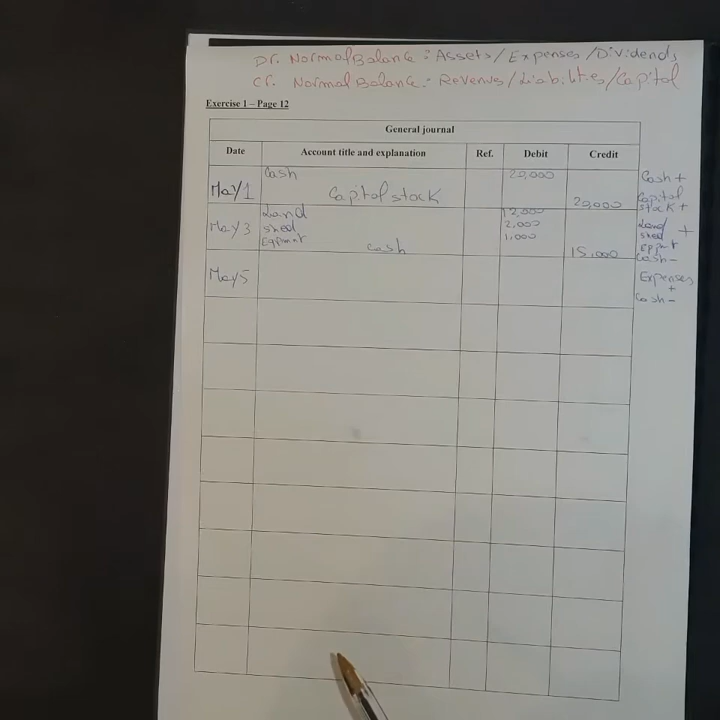 Dr. Normal Balance: Assets/Expenses/Dividends
Cr. Normal Balance: Revenus/Liabilities/Capital
Exercise 1 – Page 12
General journal
Date Account title and explanation Ref. Debit Credit
Cash 20,000 Cash +
May 1 Capital stock 20,000 Capital
stock +
Land 12,000 Land +
May 3 shed 2,000 shed
Eqpment 1,000 Eqpmt
Cash 15,000 Cash -
May 5 Expenses
+
Cash -